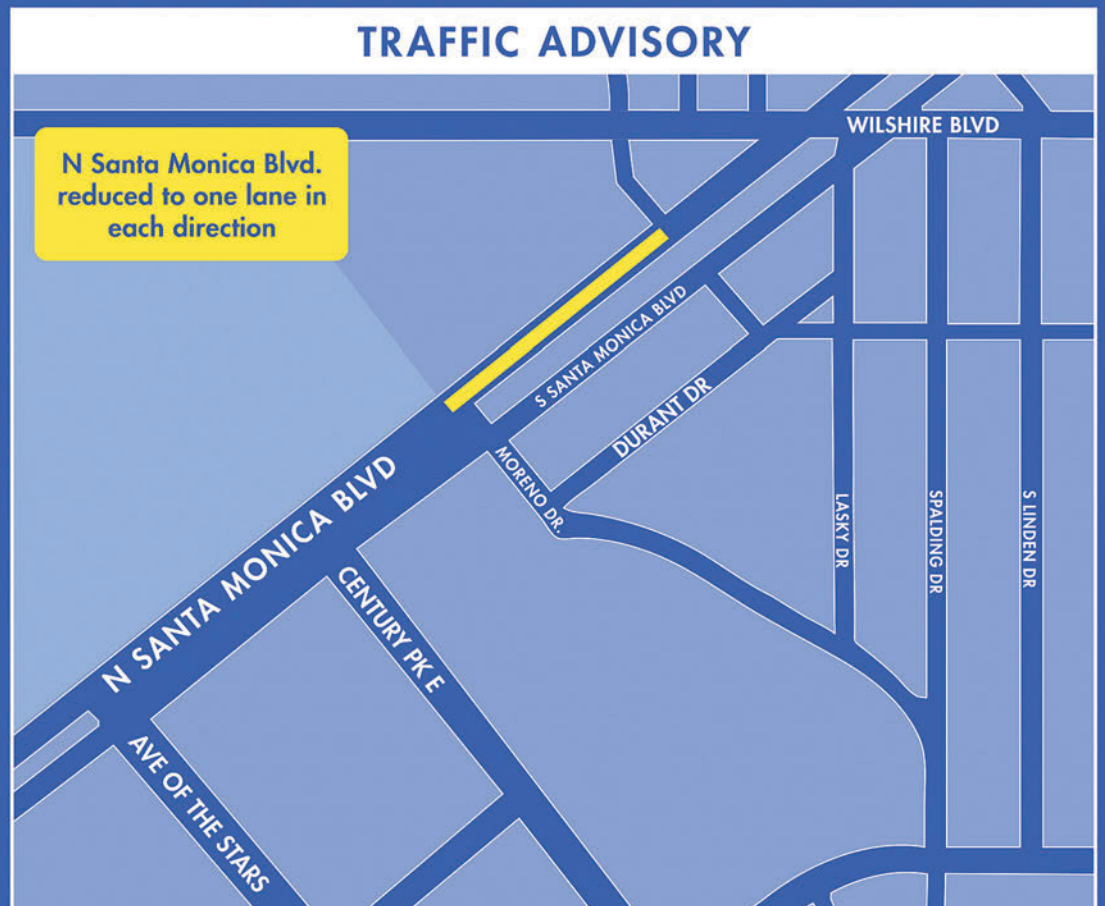 TRAFFIC ADVISORY
WILSHIRE BLVD
N Santa Monica Blvd.
reduced to one lane in
each direction
S SANTA MONICA BLVD
DURANT DR
MORENO DR.
N SANTA MONICA BLVD
LASKY DR
SPALDING DR
S LINDEN DR
CENTURY PK E
AVE OF THE STARS